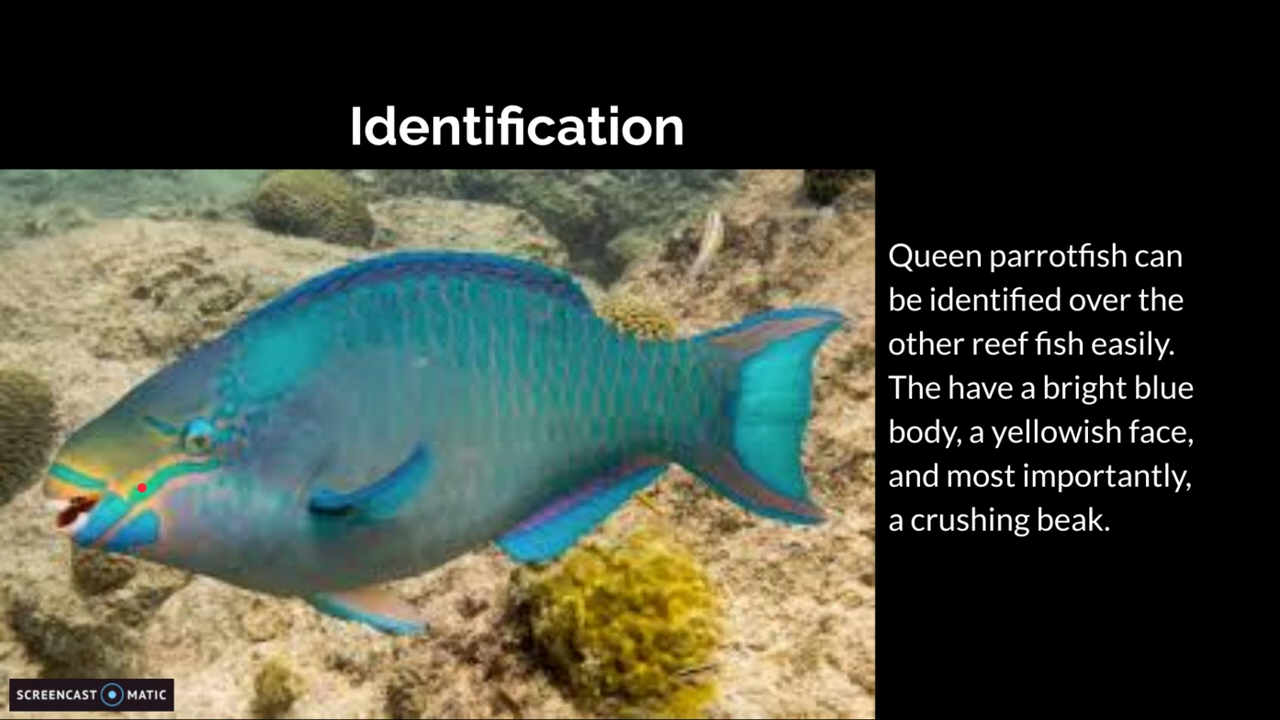 Identification
Queen parrotfish can
be identified over the
other reef fish easily.
The have a bright blue
body, a yellowish face,
and most importantly,
a crushing beak.
SCREENCAST MATIC